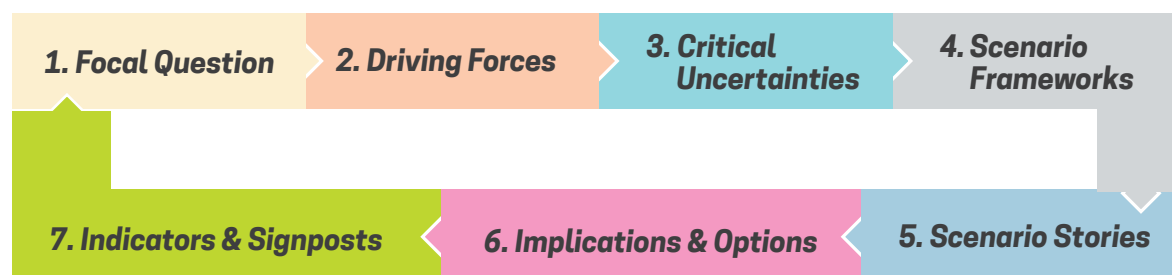 1. Focal Question
2. Driving Forces
3. Critical
Uncertainties
4. Scenario
Frameworks
5. Scenario Stories
6. Implications & Options
7. Indicators & Signposts